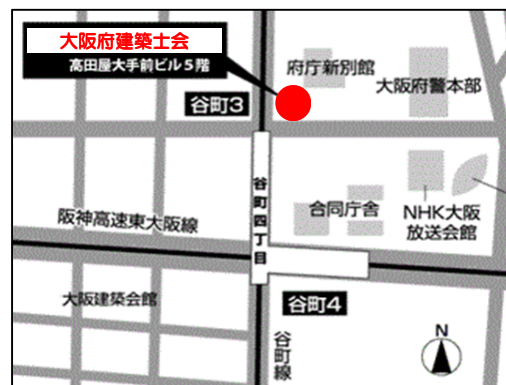 大阪府建築士会
高田屋大手前ビル5階
府庁新別館
大阪府警本部
谷町3
谷町四丁目
阪神高速東大阪線
合同庁舎
NHK大阪
放送会館
大阪建築会館
谷町4
谷町線
N